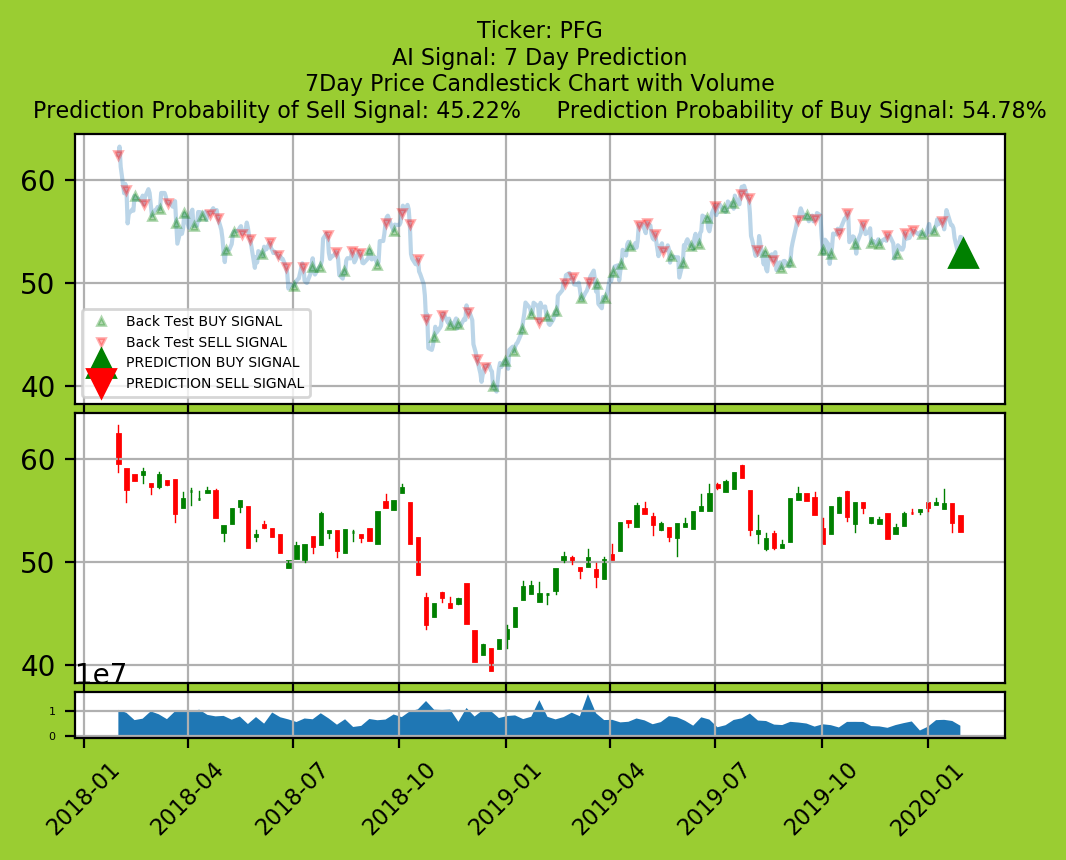 Ticker: PFG
AI Signal: 7 Day Prediction
7Day Price Candlestick Chart with Volume
Prediction Probability of Sell Signal: 45.22%     Prediction Probability of Buy Signal: 54.78%
60
50
40
Back Test BUY SIGNAL
Back Test SELL SIGNAL
PREDICTION BUY SIGNAL
PREDICTION SELL SIGNAL
60
50
40
1e7
1
0
2018-01 2018-04 2018-07 2018-10 2019-01 2019-04 2019-07 2019-10 2020-01